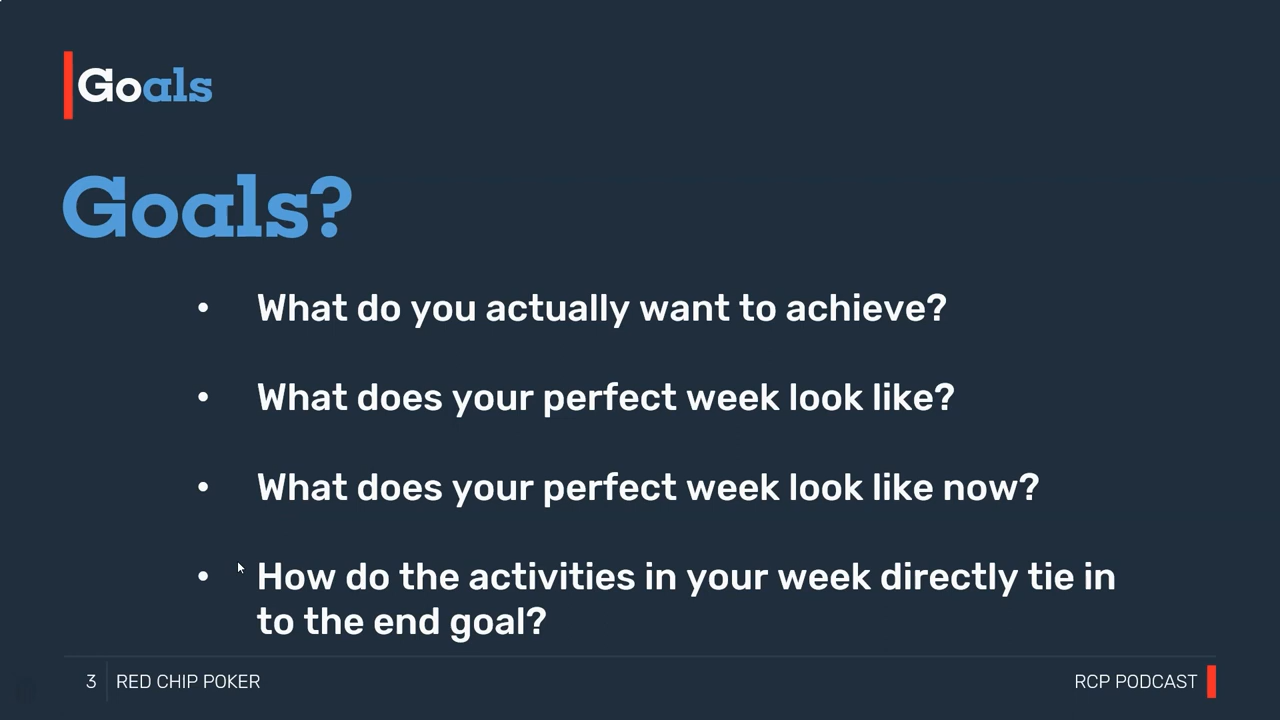 Goals
Goals?
• What do you actually want to achieve?
• What does your perfect week look like?
• What does your perfect week look like now?
• How do the activities in your week directly tie in
to the end goal?
3 RED CHIP POKER
RCP PODCAST